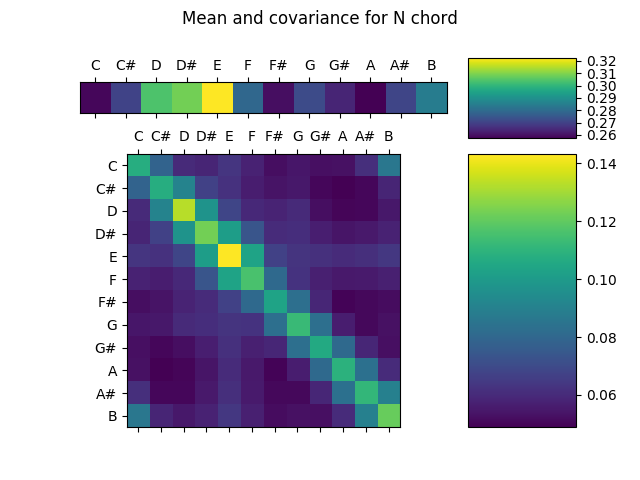 Mean and covariance for N chord
C C# D D# E F F# G G# A A# B
0.32
0.31
0.30
0.29
0.28
0.27
0.26
C C# D D# E F F# G G# A A# B
C
C#
D
D#
E
F
F#
G
G#
A
A#
B
0.14
0.12
0.10
0.08
0.06